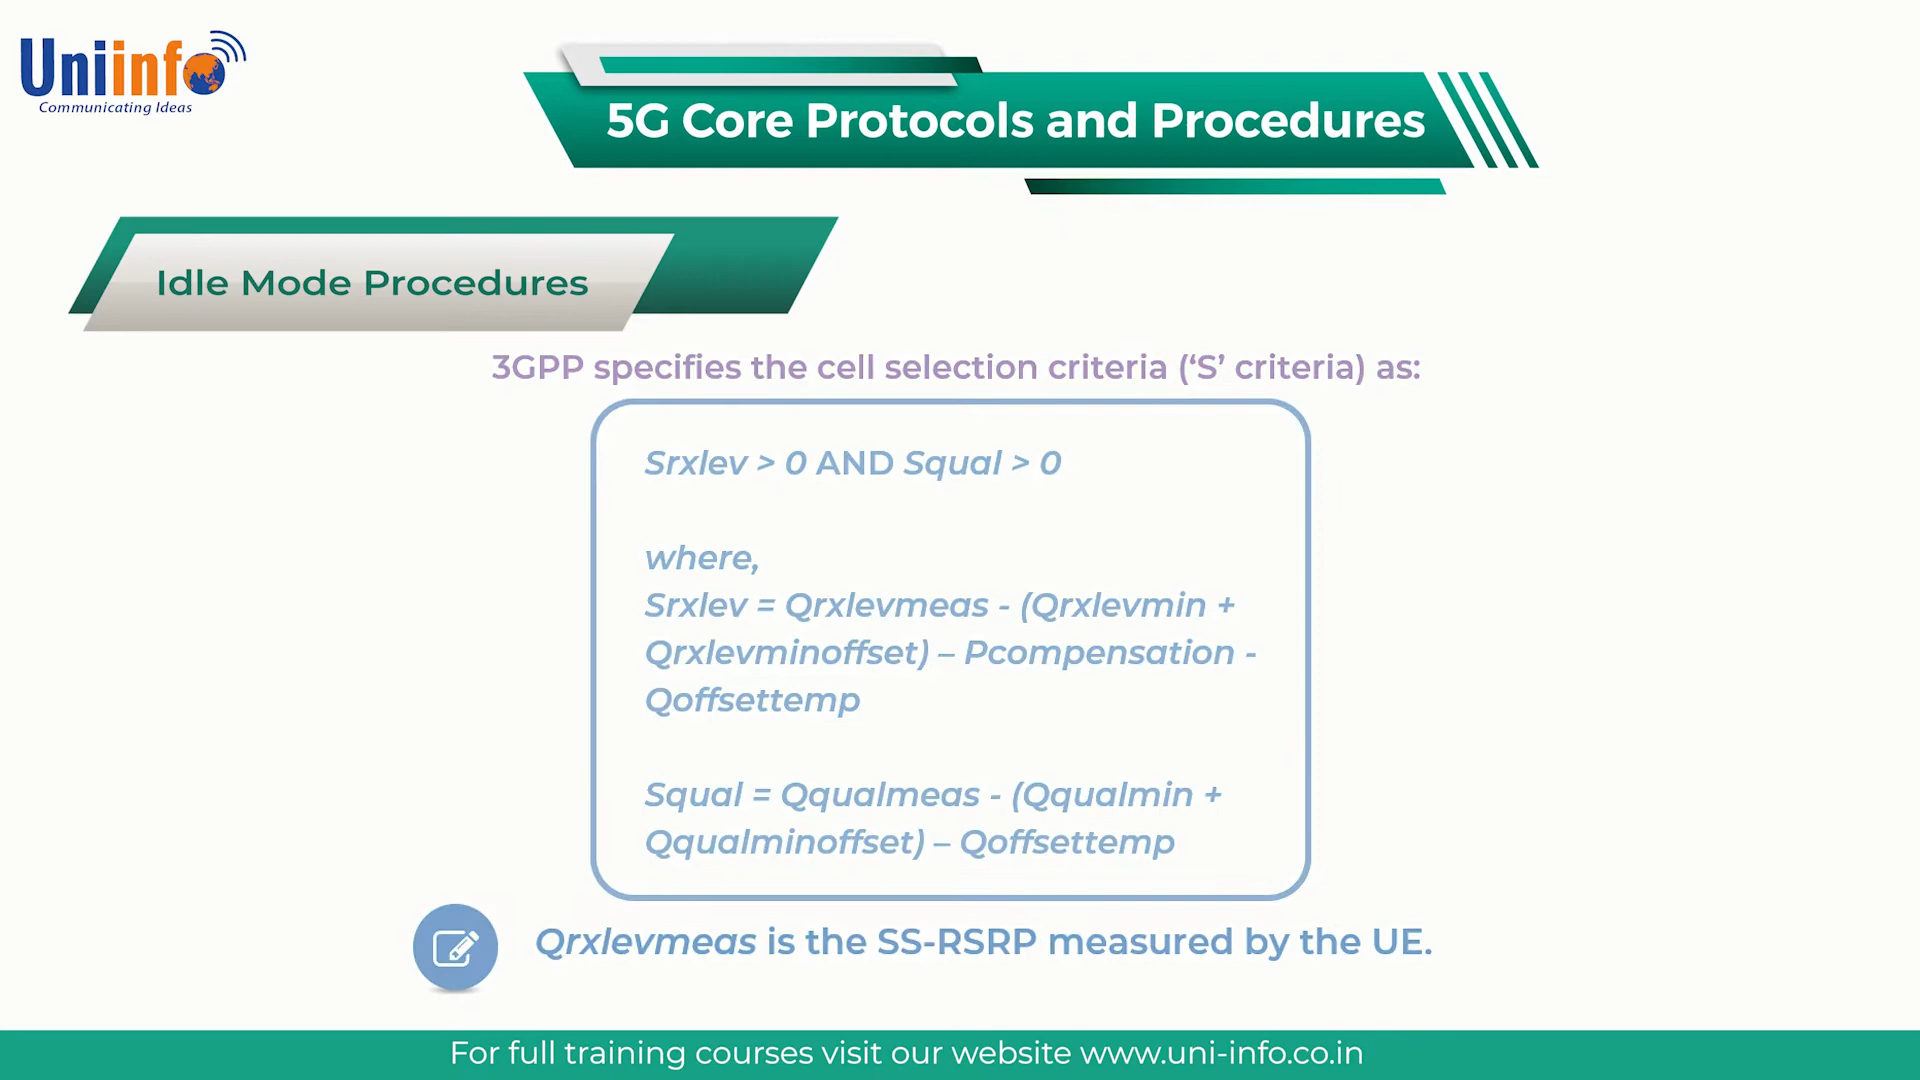 Uniinfo
Communicating Ideas
5G Core Protocols and Procedures
Idle Mode Procedures
3GPP specifies the cell selection criteria (‘S’ criteria) as:
Srxlev > 0 AND Squal > 0
where,
Srxlev = Qrxlevmeas - (Qrxlevmin +
Qrxlevminoffset) – Pcompensation -
Qoffsettemp
Squal = Qqualmeas - (Qqualmin +
Qqualminoffset) – Qoffsettemp
Qrxlevmeas is the SS-RSRP measured by the UE.
For full training courses visit our website www.uni-info.co.in